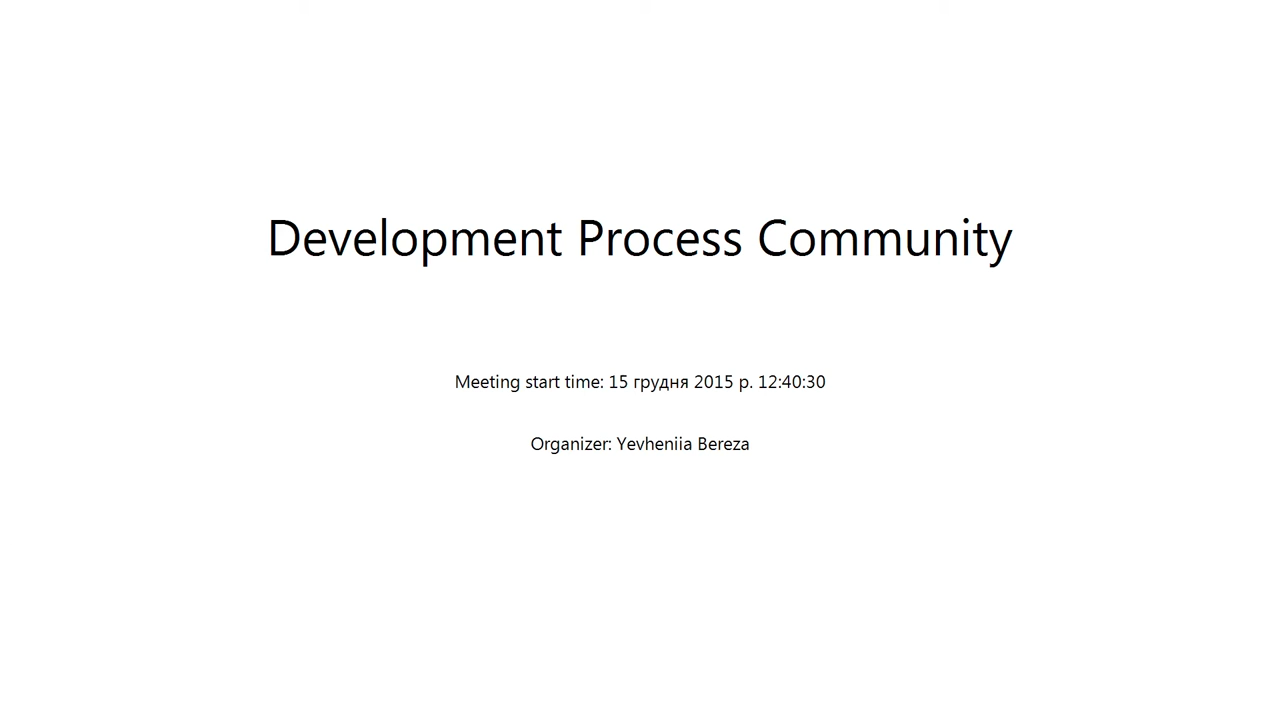 Development Process Community
Meeting start time: 15 грудня 2015 р. 12:40:30
Organizer: Yevheniia Bereza